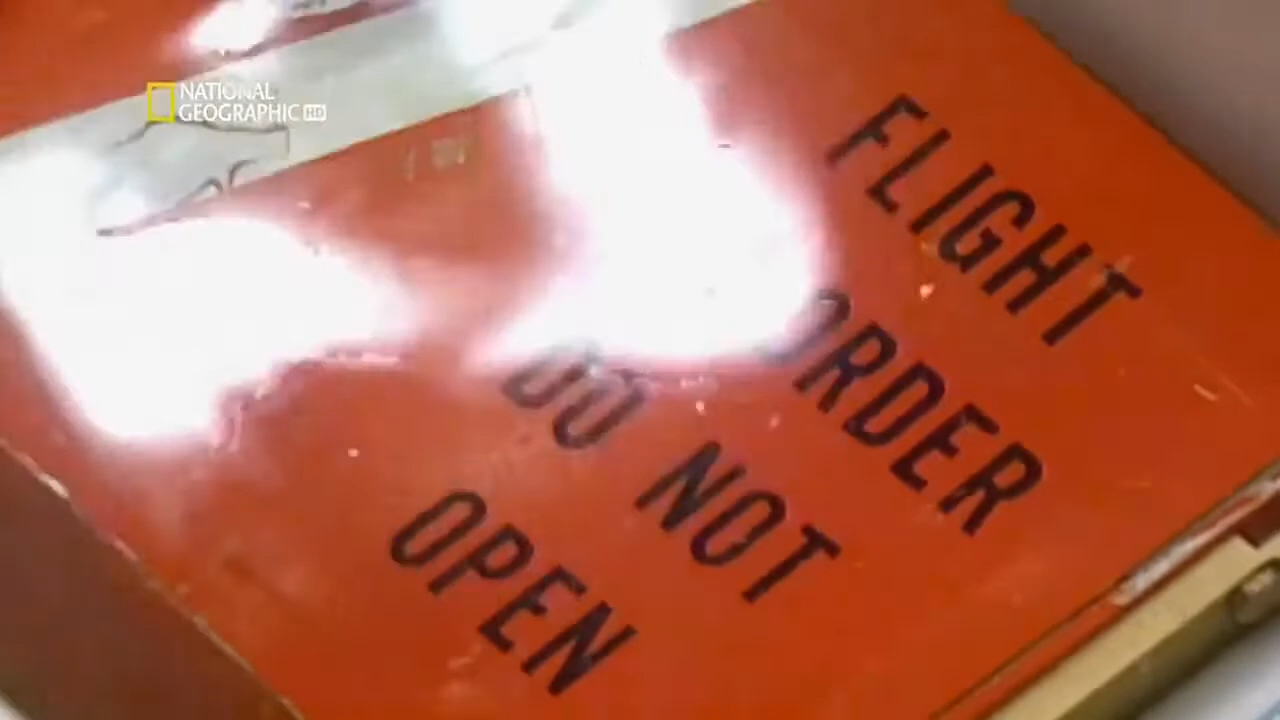 NATIONAL
GEOGRAPHIC HD
FLIGHT
ORDER
DO NOT
OPEN